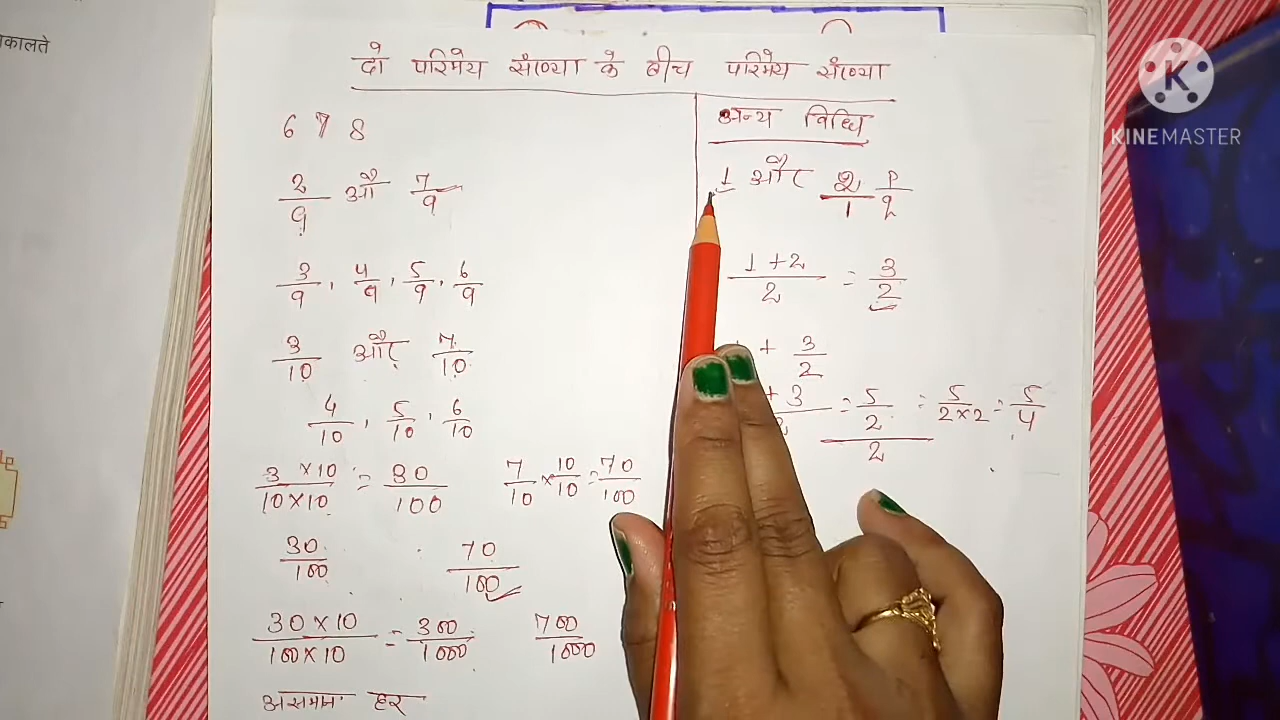 कालते
दो परिमेय संख्या के बीच परिमेय संख्या
6 7 8
2/9 और 7/9
3/9, 4/9, 5/9, 6/9
3/10 और 7/10
4/10, 5/10, 6/10
3×10/10×10 = 30/100 7/10×10/10=70/100
30/100 70/100
30×10/100×10 = 300/1000 700/1000
असमान हर
अन्य विधि
1 और 2/1 P/q
1+2/2 = 3/2
+ 3/2
+ 3 = 5/2/2 = 5/2×2 = 5/4
K
KINEMASTER